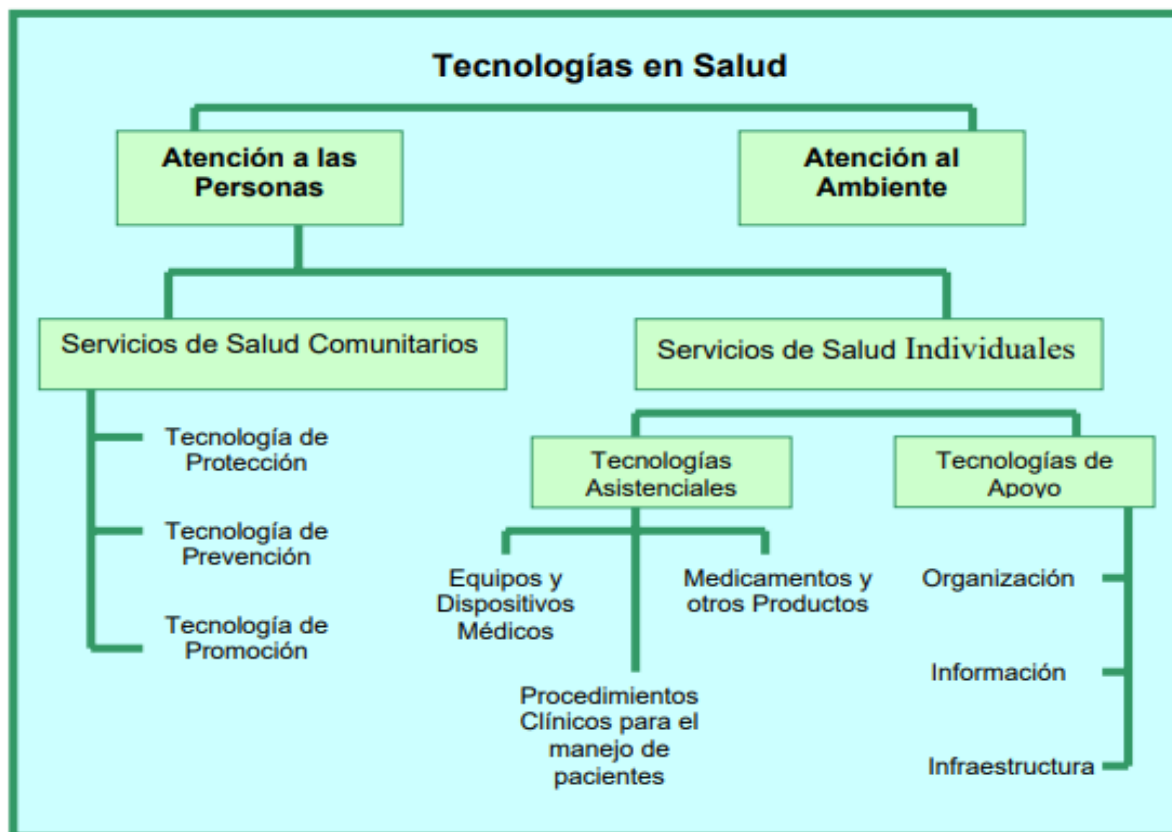 Tecnologías en Salud
Atención a las
Personas
Atención al
Ambiente
Servicios de Salud Comunitarios
Servicios de Salud Individuales
Tecnología de
Protección
Tecnología de
Prevención
Tecnología de
Promoción
Tecnologías
Asistenciales
Tecnologías de
Apoyo
Equipos y
Dispositivos
Médicos
Medicamentos y
otros Productos
Procedimientos
Clínicos para el
manejo de
pacientes
Organización
Información
Infraestructura